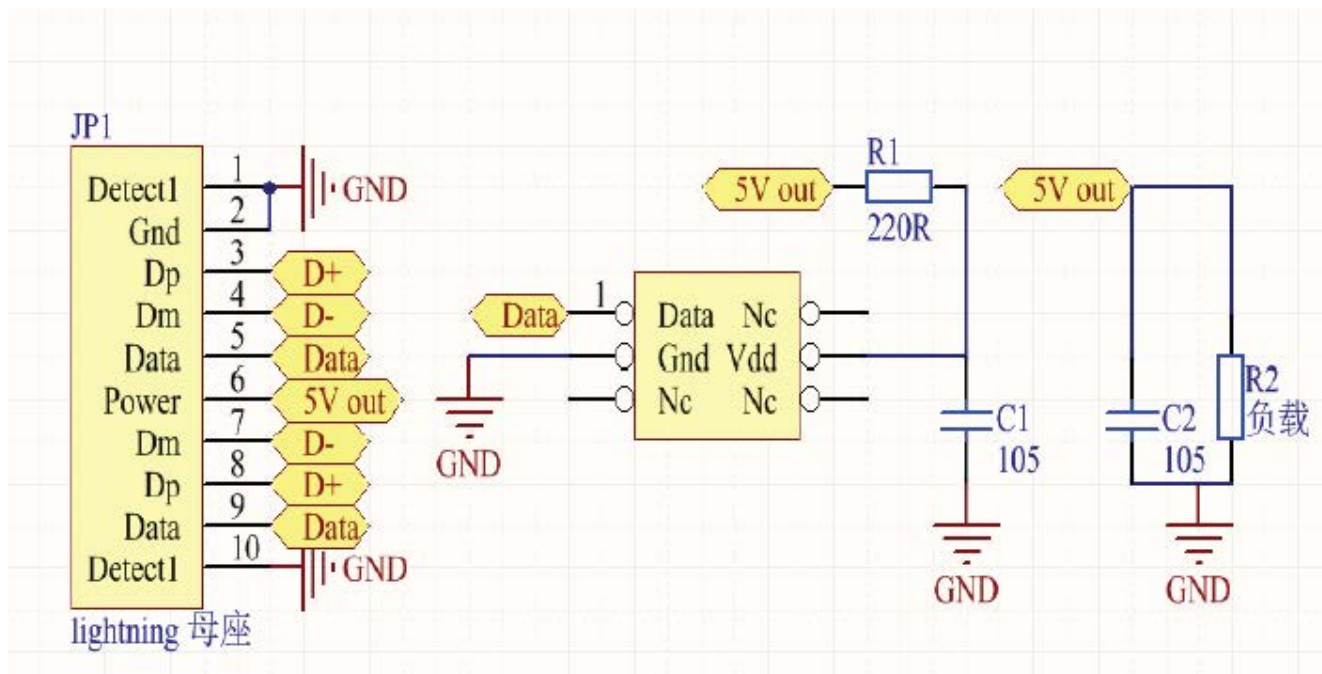 JP1
Detect1 1 GND
Gnd 2
Dp 3 D+
Dm 4 D-
Data 5 Data
Power 6 5V out
Dm 7 D-
Dp 8 D+
Data 9 Data
Detect1 10 GND
lightning 母座
5V out R1
220R
Data 1 Data Nc
Gnd Vdd
Nc Nc
GND
C1
105
GND
5V out
C2
105
R2
负载
GND